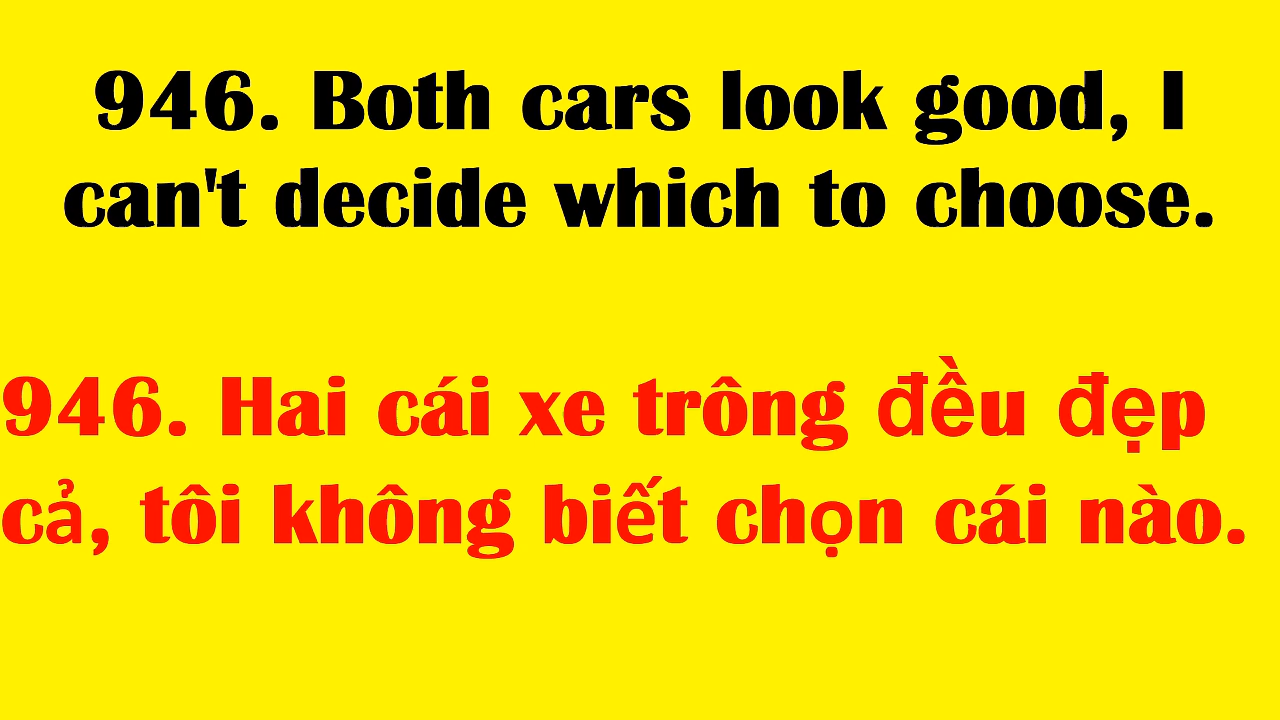 946. Both cars look good, I
can't decide which to choose.
946. Hai cái xe trông đều đẹp
cả, tôi không biết chọn cái nào.